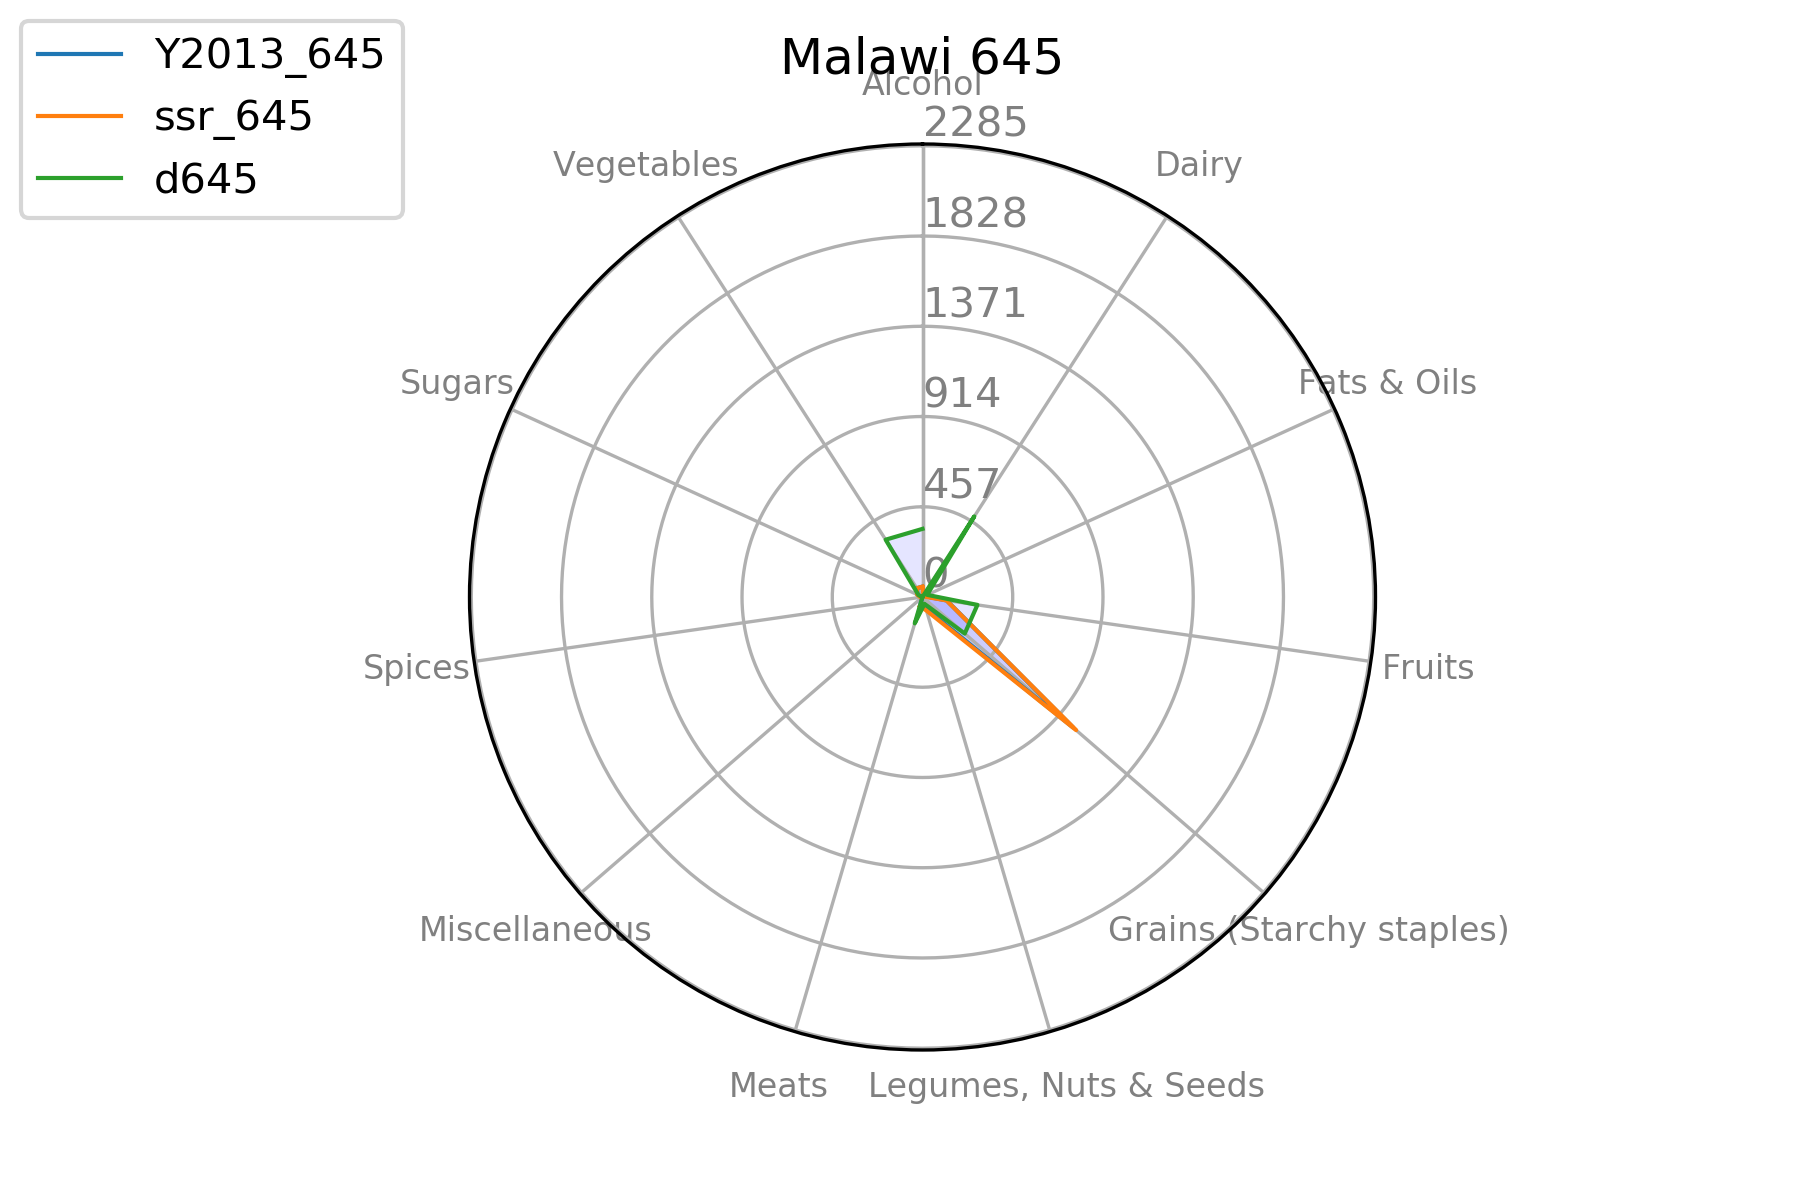 Y2013_645
ssr_645
d645
Malawi 645
Alcohol
2285
Vegetables
Dairy
1828
1371
Sugars
Fats & Oils
914
457
0
Spices
Fruits
Miscellaneous
Grains (Starchy staples)
Meats
Legumes, Nuts & Seeds